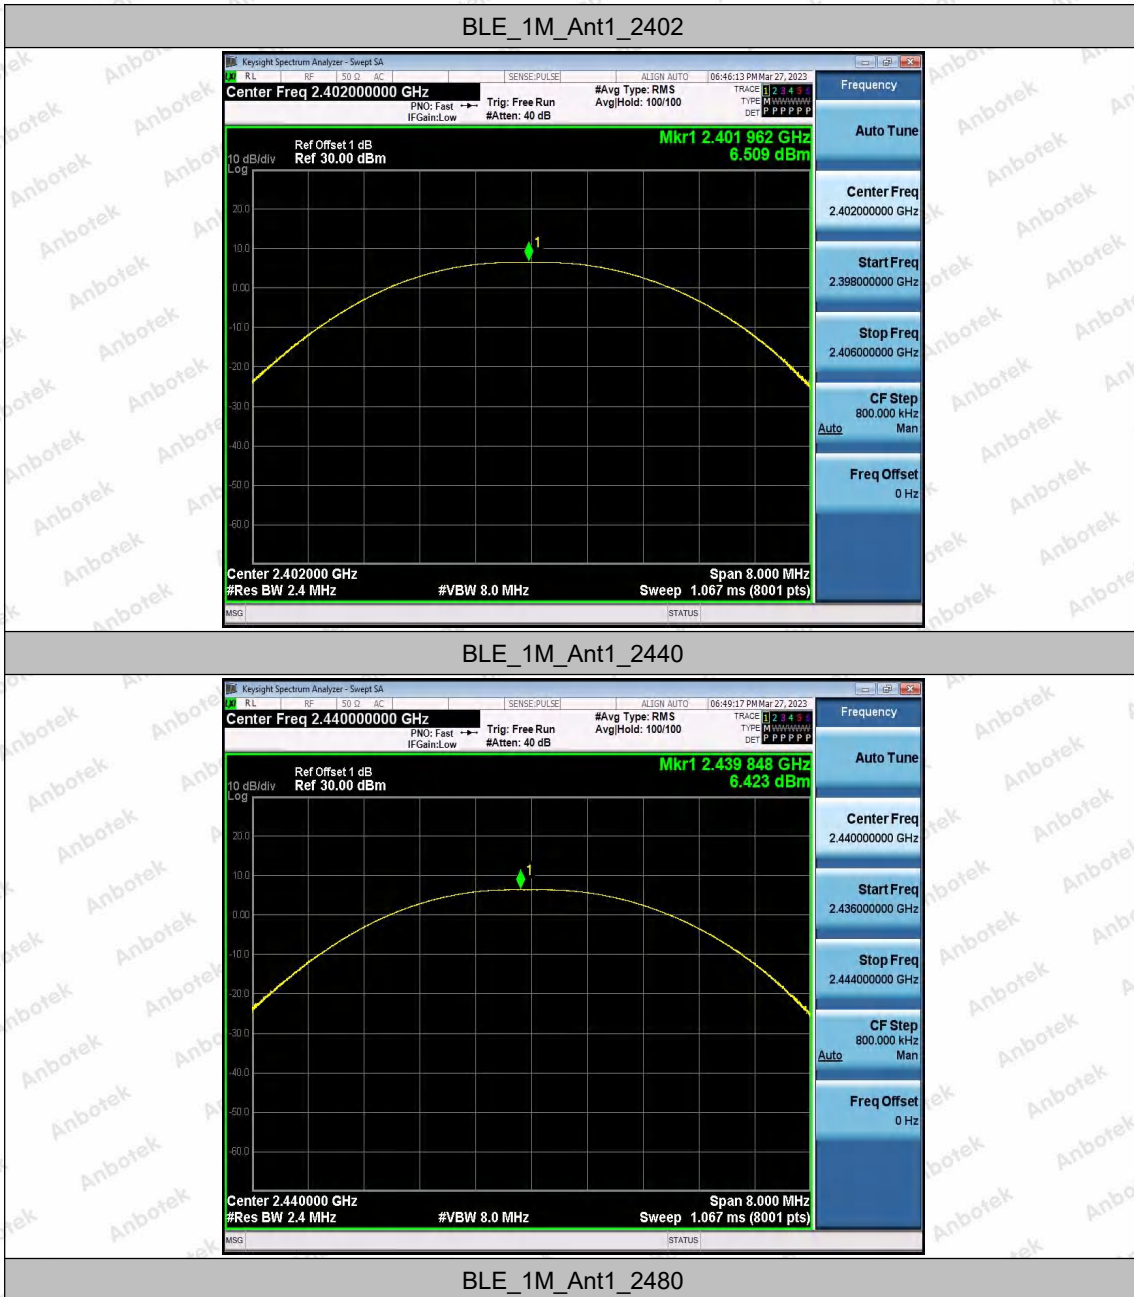 BLE_1M_Ant1_2402
Keysight Spectrum Analyzer - Swept SA
RL RF 50 Ω AC SENSE:PULSE ALIGN AUTO 06:46:13 PM Mar 27, 2023
Center Freq 2.402000000 GHz
PNO: Fast
IFGain:Low
Trig: Free Run
#Atten: 40 dB
#Avg Type: RMS
Avg|Hold: 100/100
TRACE 1 2 3 4 5 6
TYPE M WWWWW
DET P P P P P P
Frequency
Mkr1 2.401 962 GHz
6.509 dBm
Ref Offset 1 dB
10 dB/div Ref 30.00 dBm
Log
20.0
10.0
0.00
-10.0
-20.0
-30.0
-40.0
-50.0
-60.0
1
Center 2.402000 GHz Span 8.000 MHz
#Res BW 2.4 MHz #VBW 8.0 MHz Sweep 1.067 ms (8001 pts)
MSG STATUS
Auto Tune
Center Freq
2.402000000 GHz
Start Freq
2.398000000 GHz
Stop Freq
2.406000000 GHz
CF Step
800.000 kHz
Auto Man
Freq Offset
0 Hz
BLE_1M_Ant1_2440
Keysight Spectrum Analyzer - Swept SA
RL RF 50 Ω AC SENSE:PULSE ALIGN AUTO 06:49:17 PM Mar 27, 2023
Center Freq 2.440000000 GHz
PNO: Fast
IFGain:Low
Trig: Free Run
#Atten: 40 dB
#Avg Type: RMS
Avg|Hold: 100/100
TRACE 1 2 3 4 5 6
TYPE M WWWWW
DET P P P P P P
Frequency
Mkr1 2.439 848 GHz
6.423 dBm
Ref Offset 1 dB
10 dB/div Ref 30.00 dBm
Log
20.0
10.0
0.00
-10.0
-20.0
-30.0
-40.0
-50.0
-60.0
1
Center 2.440000 GHz Span 8.000 MHz
#Res BW 2.4 MHz #VBW 8.0 MHz Sweep 1.067 ms (8001 pts)
MSG STATUS
Auto Tune
Center Freq
2.440000000 GHz
Start Freq
2.436000000 GHz
Stop Freq
2.444000000 GHz
CF Step
800.000 kHz
Auto Man
Freq Offset
0 Hz
BLE_1M_Ant1_2480
Anbotek